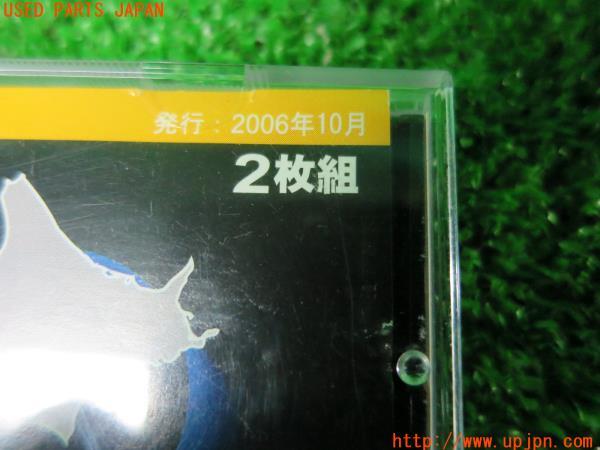 USED PARTS JAPAN
発行：2006年10月
2枚組
http://www.upjpn.com/